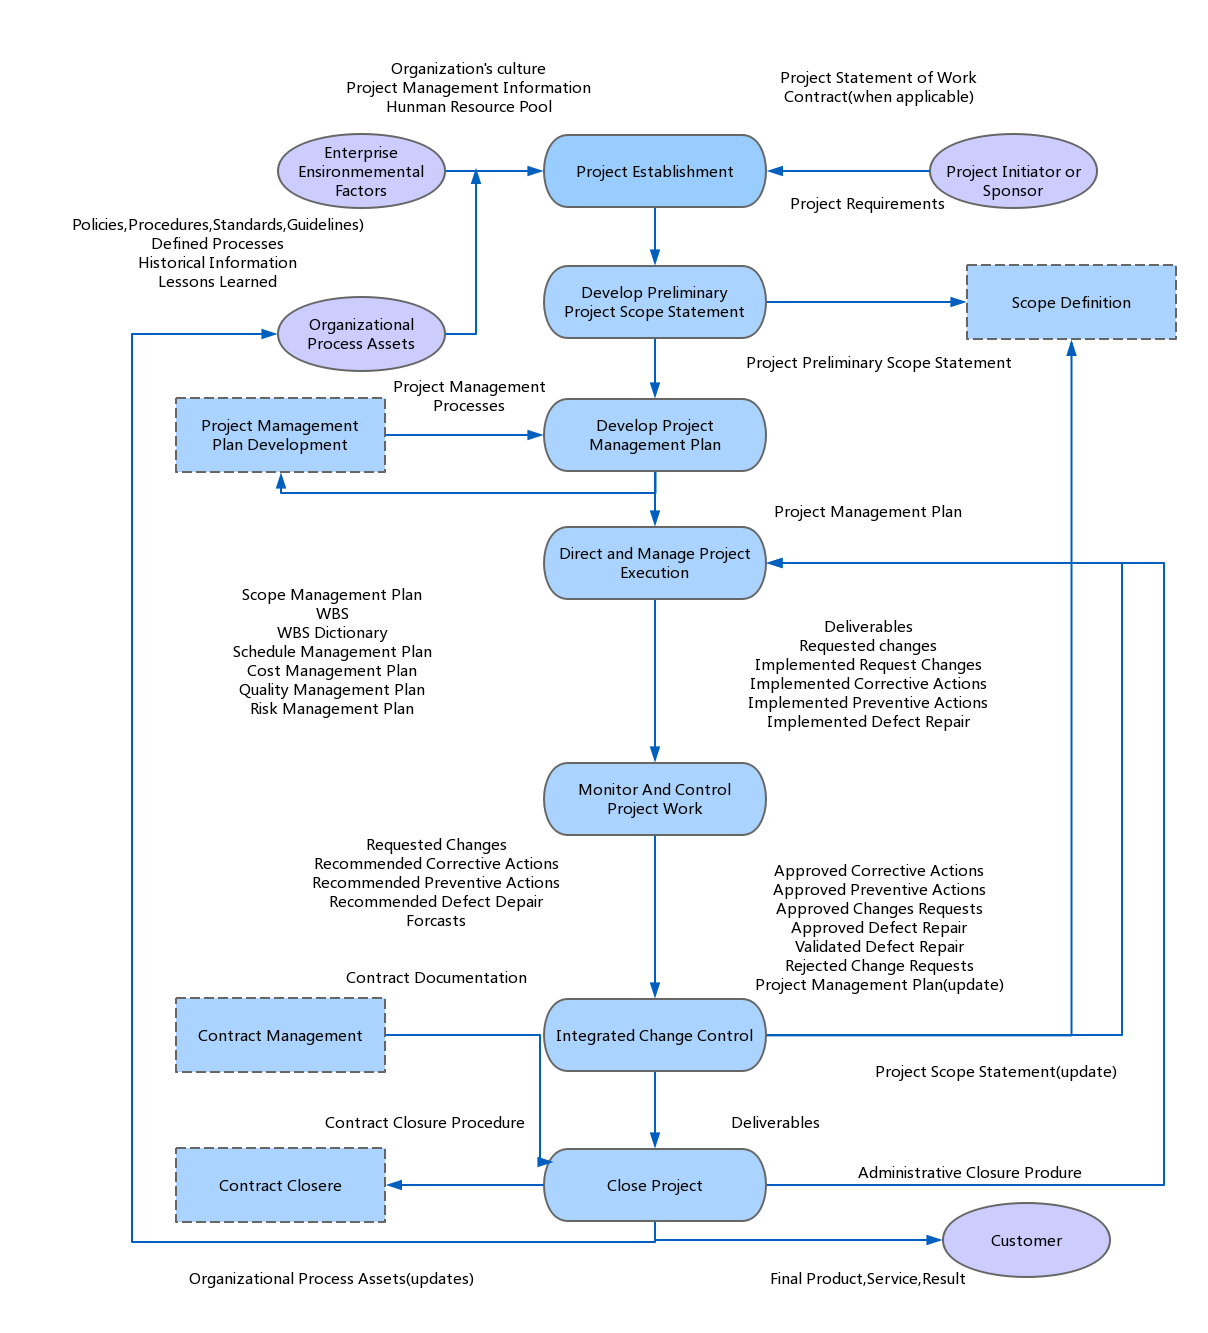 Organization's culture
Project Management Information
Hunman Resource Pool
Project Statement of Work
Contract(when applicable)
Enterprise
Ensironmemental
Factors
Project Establishment
Project Initiator or
Sponsor
Project Requirements
Policies,Procedures,Standards,Guidelines)
Defined Processes
Historical Information
Lessons Learned
Develop Preliminary
Project Scope Statement
Scope Definition
Organizational
Process Assets
Project Preliminary Scope Statement
Project Management
Processes
Project Mamagement
Plan Development
Develop Project
Management Plan
Project Management Plan
Direct and Manage Project
Execution
Scope Management Plan
WBS
WBS Dictionary
Schedule Management Plan
Cost Management Plan
Quality Management Plan
Risk Management Plan
Deliverables
Requested changes
Implemented Request Changes
Implemented Corrective Actions
Implemented Preventive Actions
Implemented Defect Repair
Monitor And Control
Project Work
Requested Changes
Recommended Corrective Actions
Recommended Preventive Actions
Recommended Defect Depair
Forcasts
Approved Corrective Actions
Approved Preventive Actions
Approved Changes Requests
Approved Defect Repair
Validated Defect Repair
Rejected Change Requests
Project Management Plan(update)
Contract Documentation
Contract Management
Integrated Change Control
Project Scope Statement(update)
Contract Closure Procedure
Deliverables
Administrative Closure Produre
Contract Closere
Close Project
Customer
Organizational Process Assets(updates)
Final Product,Service,Result